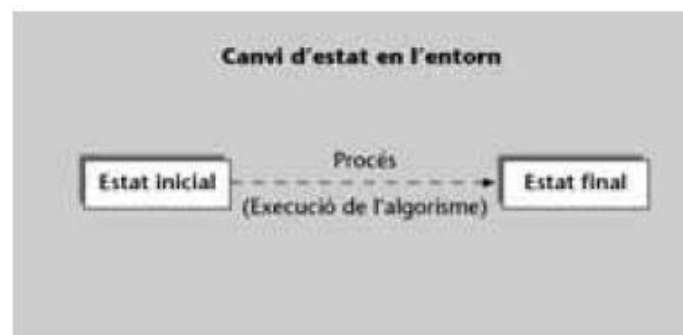 Canvi d'estat en l'entorn
Procés
Estat inicial
Estat final
(Execució de l'algorisme)